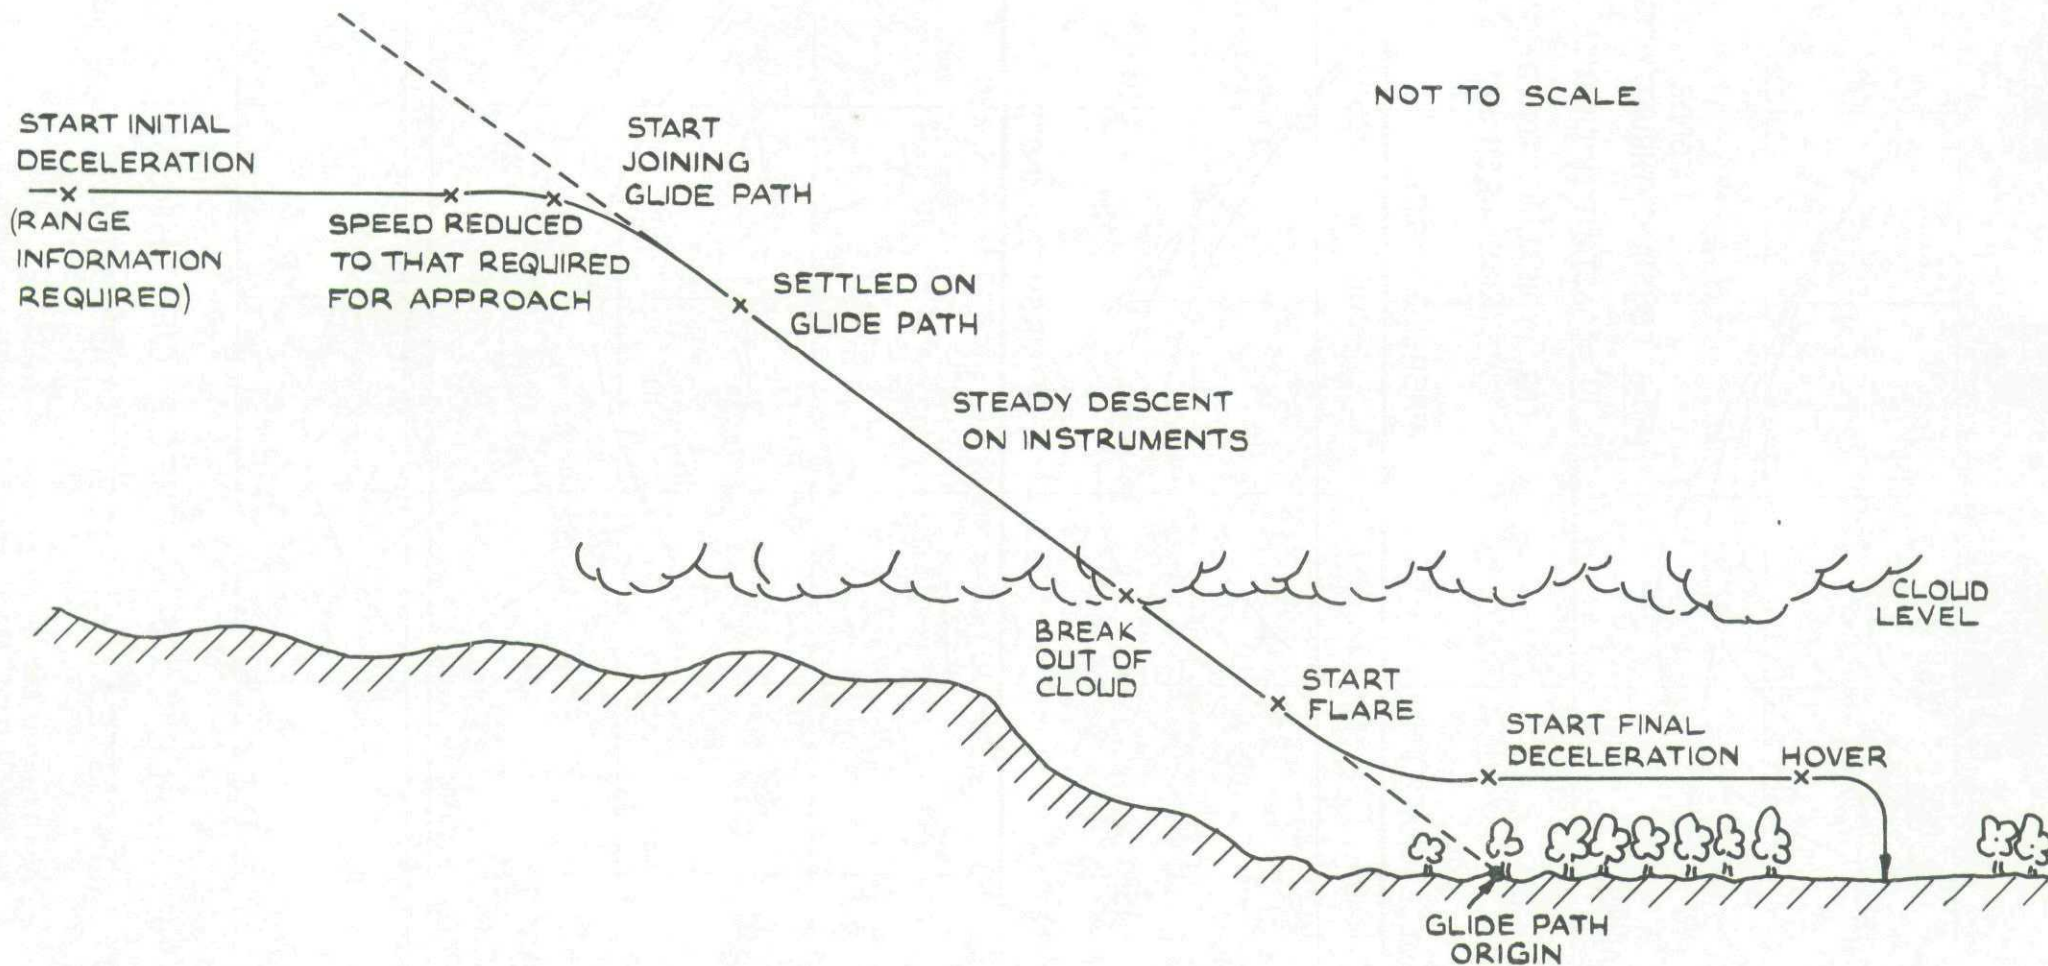 NOT TO SCALE
START INITIAL
DECELERATION
(RANGE
INFORMATION
REQUIRED)
SPEED REDUCED
TO THAT REQUIRED
FOR APPROACH
START
JOINING
GLIDE PATH
SETTLED ON
GLIDE PATH
STEADY DESCENT
ON INSTRUMENTS
CLOUD
LEVEL
BREAK
OUT OF
CLOUD
START
FLARE
START FINAL
DECELERATION
HOVER
GLIDE PATH
ORIGIN